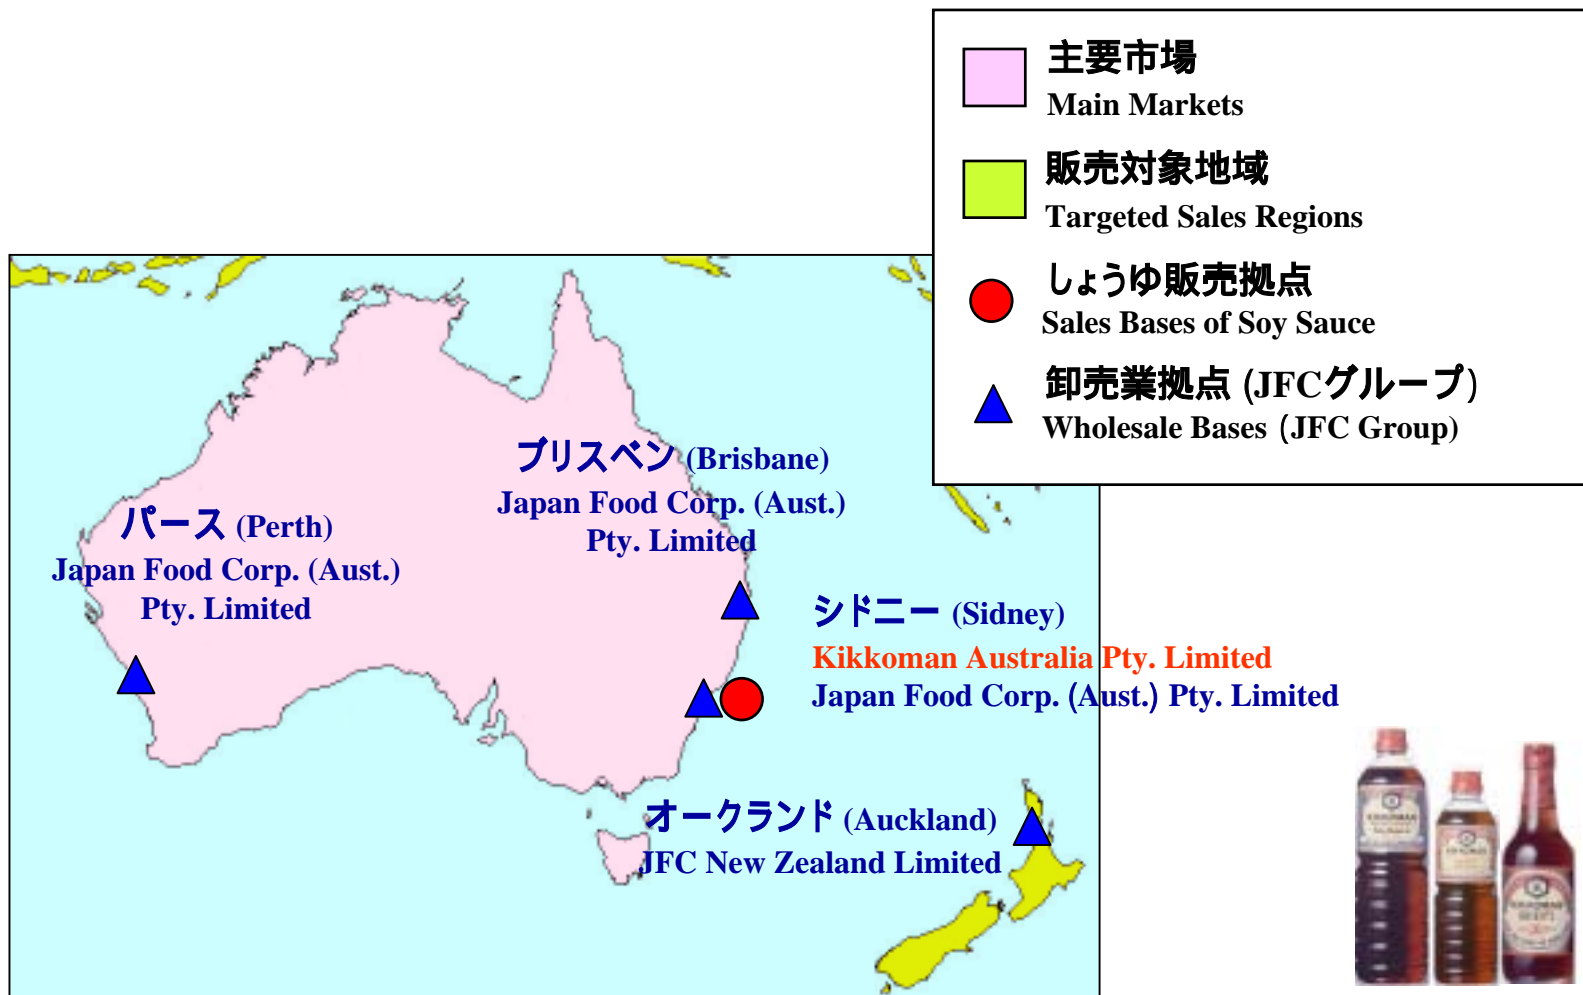 主要市場
Main Markets
販売対象地域
Targeted Sales Regions
しょうゆ販売拠点
Sales Bases of Soy Sauce
卸売業拠点 (JFCグループ)
Wholesale Bases (JFC Group)
ブリスベン (Brisbane)
Japan Food Corp. (Aust.)
Pty. Limited
パース (Perth)
Japan Food Corp. (Aust.)
Pty. Limited
シドニー (Sidney)
Kikkoman Australia Pty. Limited
Japan Food Corp. (Aust.) Pty. Limited
オークランド (Auckland)
JFC New Zealand Limited
KIKKOMAN
KIKKOMAN
KIKKOMAN